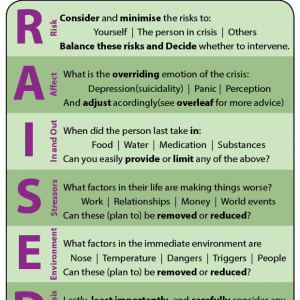 R
Risk
Consider and minimise the risks to:
Yourself | The person in crisis | Others
Balance these risks and Decide whether to intervene.
A
Affect
What is the overriding emotion of the crisis:
Depression(suicidality) | Panic | Perception
And adjust acordingly(see overleaf for more advice)
I
In and Out
When did the person last take in:
Food | Water | Medication | Substances
Can you easily provide or limit any of the above?
S
Stressors
What factors in their life are making things worse?
Work | Relationships | Money | World events
Can these (plan to) be removed or reduced?
E
Environment
What factors in the immediate environment are
Nose | Temperature | Dangers | Triggers | People
Can these (plan to) be removed or reduced?
Lastly, least importantly, and carefully consider any